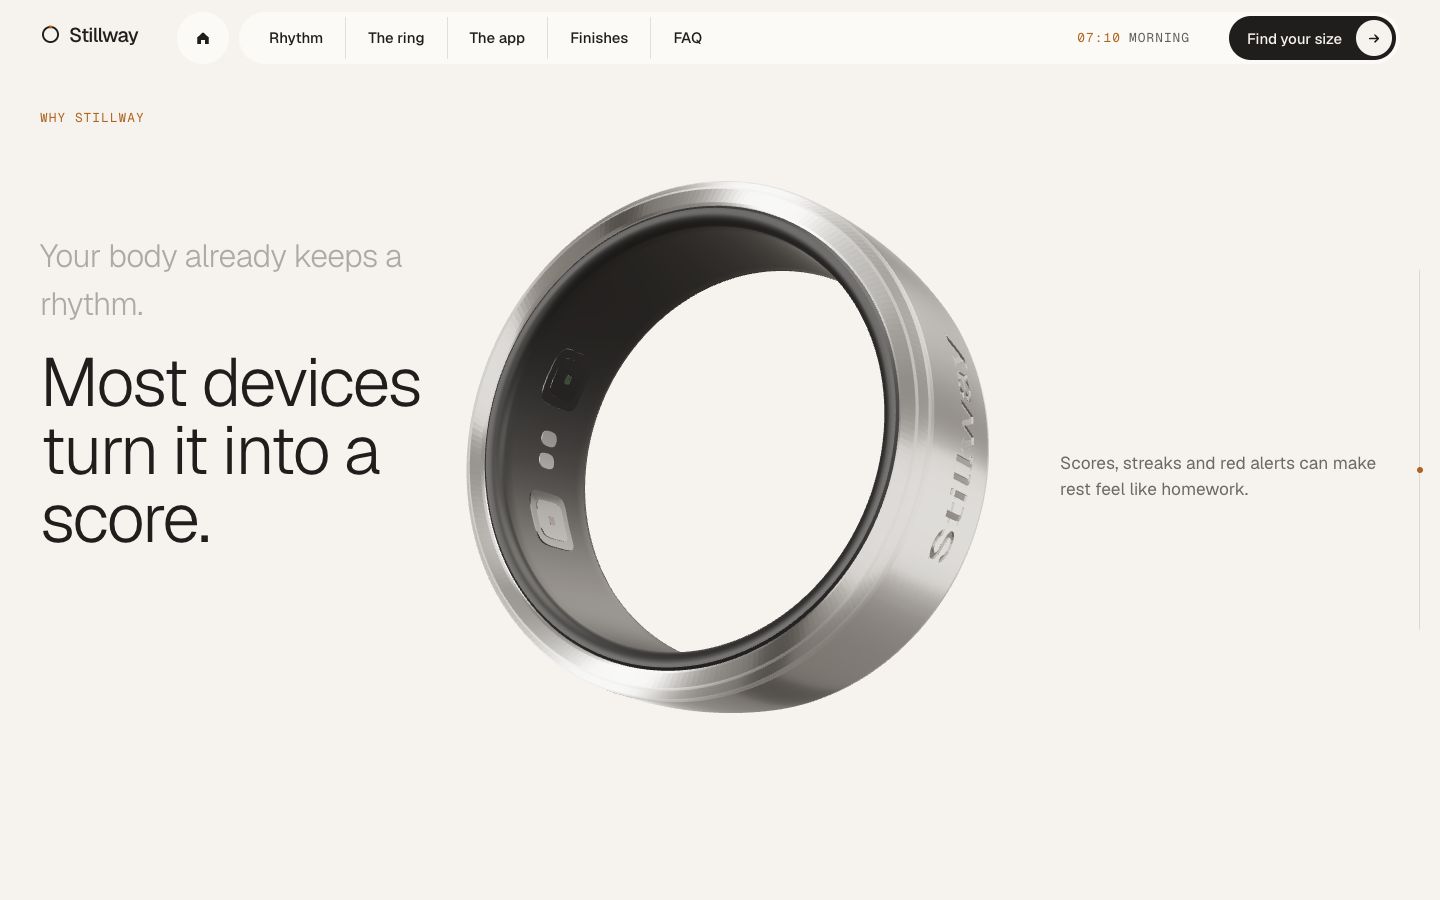 Stillway
Rhythm
The ring
The app
Finishes
FAQ
07:10 MORNING
Find your size
WHY STILLWAY
Your body already keeps a
rhythm.
Most devices
turn it into a
score.
Stillway
Scores, streaks and red alerts can make
rest feel like homework.